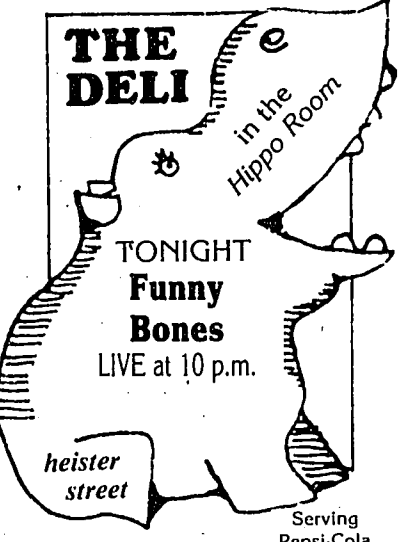 THE
DELI
in the
Hippo Room
TONIGHT
Funny
Bones
LIVE at 10 p.m.
heister
street
Serving
Pepsi-Cola